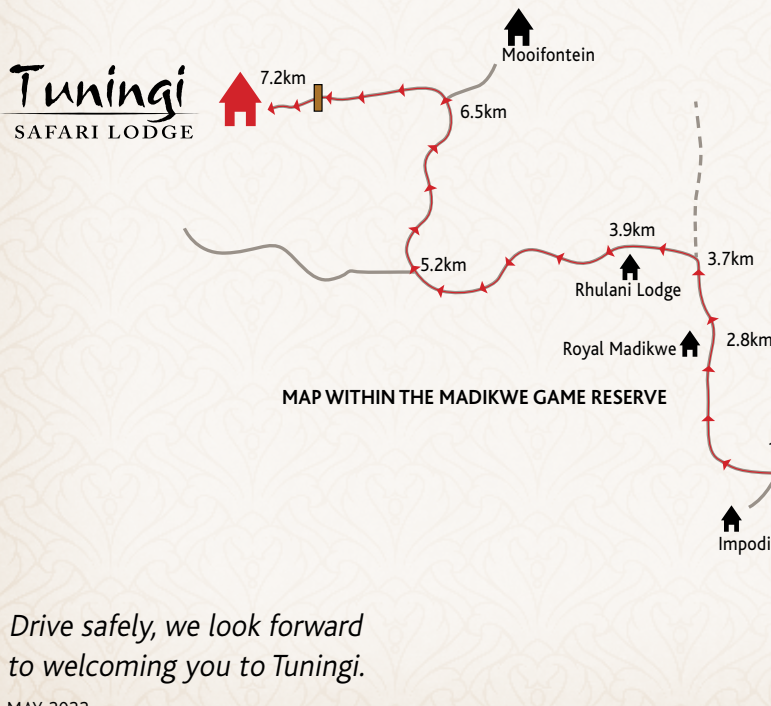 Mooifontein
7.2km
Tuningi
SAFARI LODGE
6.5km
3.9km
3.7km
5.2km
Rhulani Lodge
2.8km
Royal Madikwe
MAP WITHIN THE MADIKWE GAME RESERVE
Impodi
Drive safely, we look forward
to welcoming you to Tuningi.